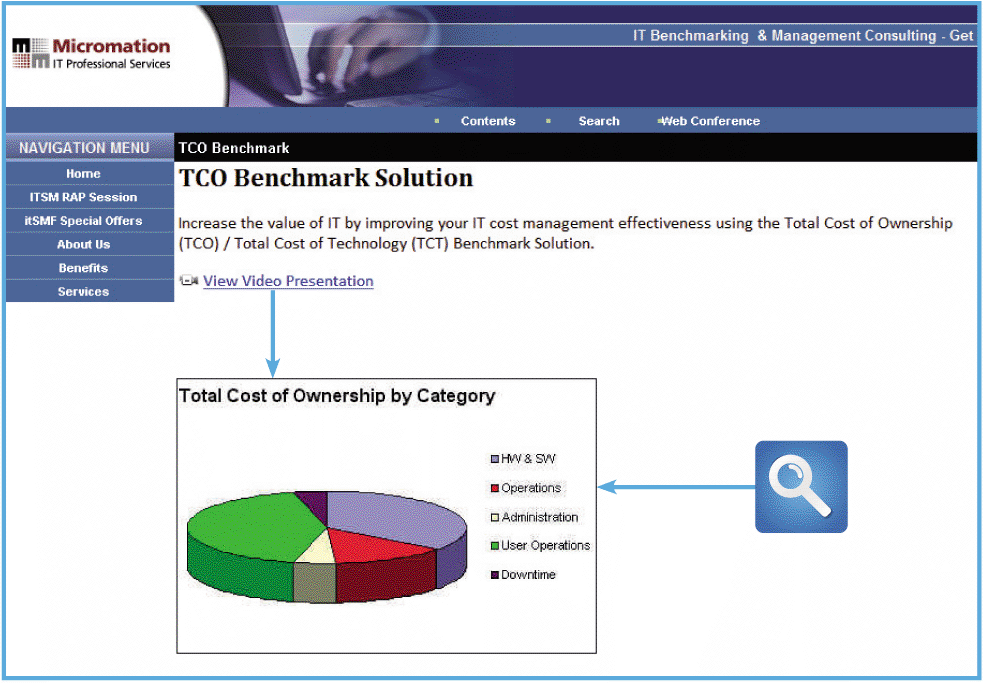 Micromation
IT Professional Services
IT Benchmarking & Management Consulting - Get
Contents Search Web Conference
NAVIGATION MENU
Home
ITSM RAP Session
itSMF Special Offers
About Us
Benefits
Services
TCO Benchmark
TCO Benchmark Solution
Increase the value of IT by improving your IT cost management effectiveness using the Total Cost of Ownership
(TCO) / Total Cost of Technology (TCT) Benchmark Solution.
View Video Presentation
Total Cost of Ownership by Category
HW & SW
Operations
Administration
User Operations
Downtime